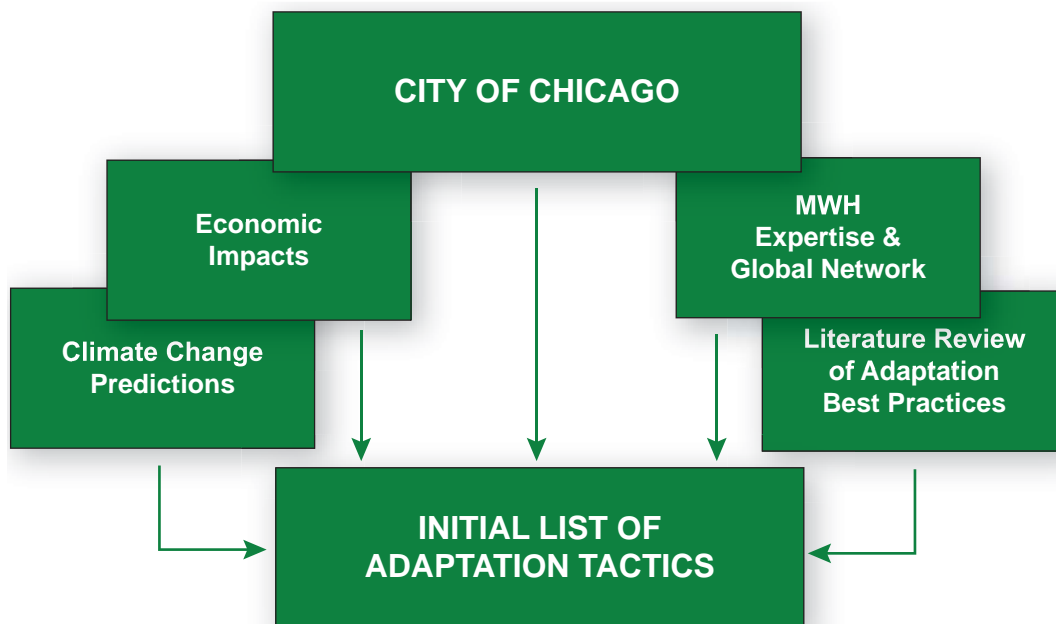 CITY OF CHICAGO
Economic
Impacts
MWH
Expertise &
Global Network
Climate Change
Predictions
Literature Review
of Adaptation
Best Practices
INITIAL LIST OF
ADAPTATION TACTICS